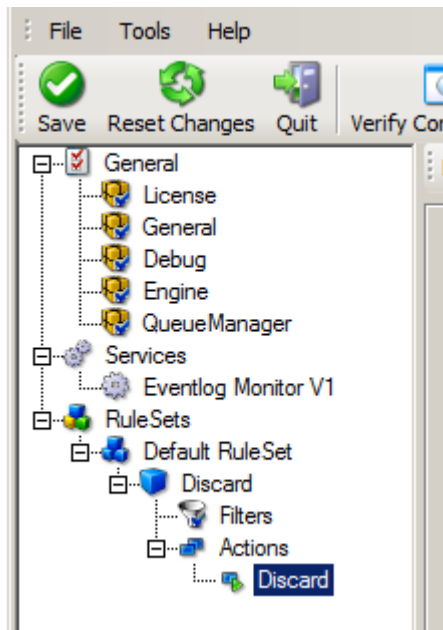 File Tools Help
Save Reset Changes Quit Verify
General
License
General
Debug
Engine
QueueManager
Services
Eventlog Monitor V1
RuleSets
Default RuleSet
Discard
Filters
Actions
Discard